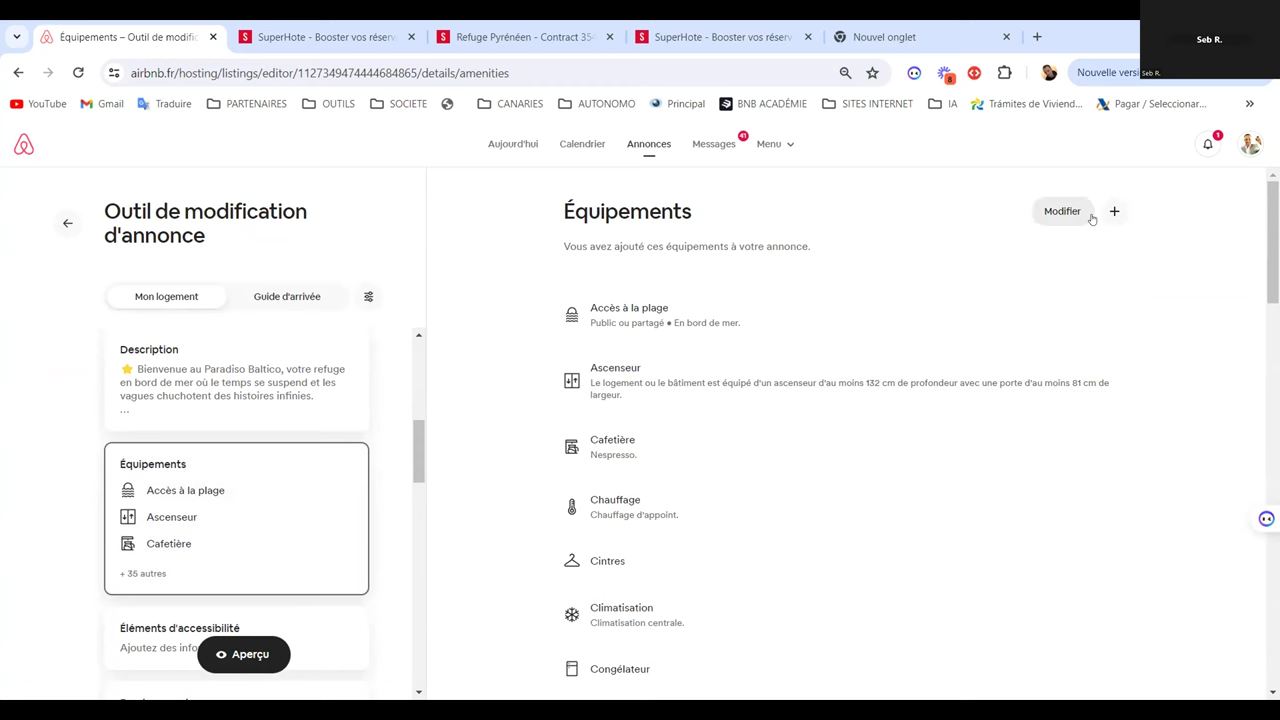 Équipements – Outil de modific
SuperHote - Booster vos réserv
Refuge Pyrénéen - Contract 354
SuperHote - Booster vos réserv
Nouvel onglet
Seb R.
airbnb.fr/hosting/listings/editor/1127349474444684865/details/amenities
8
Nouvelle versi
Seb R.
YouTube
Gmail
Traduire
PARTENAIRES
OUTILS
SOCIETE
CANARIES
AUTONOMO
Principal
BNB ACADÉMIE
SITES INTERNET
IA
Trámites de Viviend...
Pagar / Seleccionar...
Aujourd'hui
Calendrier
Annonces
Messages
41
Menu
1
Outil de modification
d'annonce
Mon logement
Guide d'arrivée
Description
⭐ Bienvenue au Paradiso Baltico, votre refuge
en bord de mer où le temps se suspend et les
vagues chuchotent des histoires infinies.
...
Équipements
Accès à la plage
Ascenseur
Cafetière
+ 35 autres
Éléments d'accessibilité
Ajoutez des info
Aperçu
Équipements
Modifier
Vous avez ajouté ces équipements à votre annonce.
Accès à la plage
Public ou partagé • En bord de mer.
Ascenseur
Le logement ou le bâtiment est équipé d'un ascenseur d'au moins 132 cm de profondeur avec une porte d'au moins 81 cm de
largeur.
Cafetière
Nespresso.
Chauffage
Chauffage d'appoint.
Cintres
Climatisation
Climatisation centrale.
Congélateur